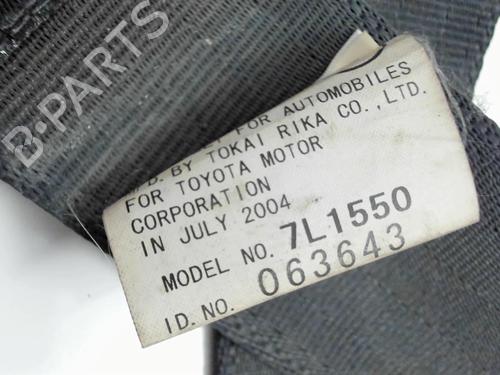 B-PARTS
FOR AUTOMOBILES
BY TOKAI RIKA CO.,LTD.
FOR TOYOTA MOTOR
CORPORATION
IN JULY 2004
MODEL NO. 7L1550
I D. NO. 063643